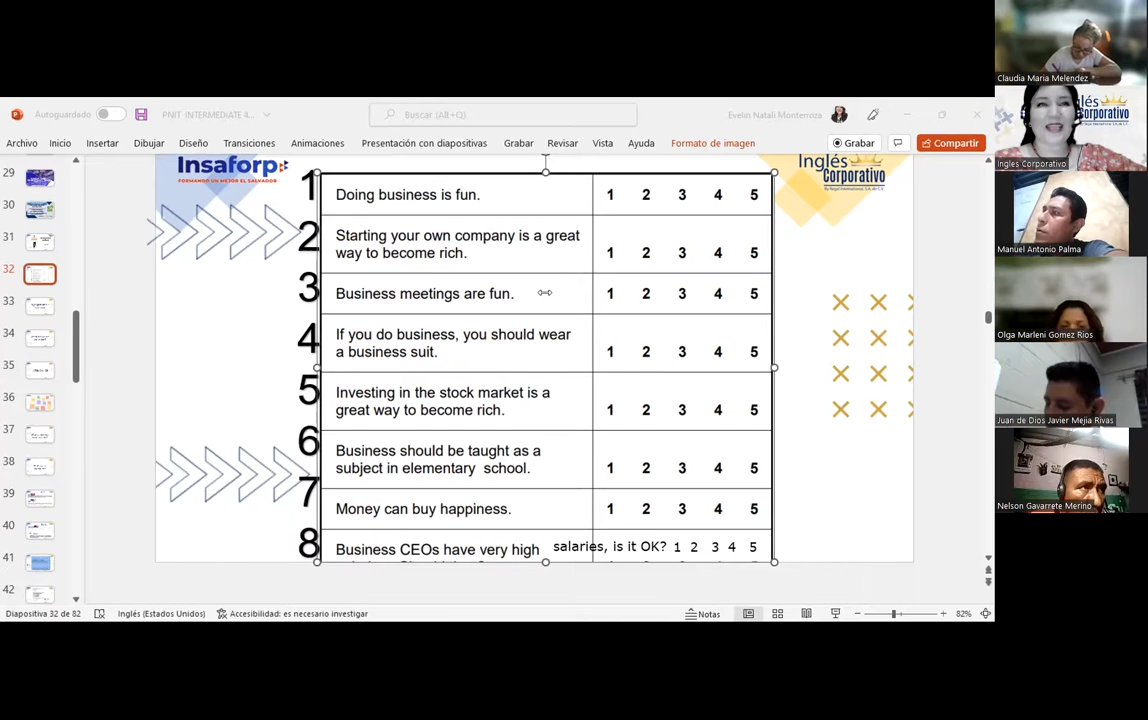 Autoguardado
PNIT INTERMEDIATE 4...
Buscar (Alt+Q)
Evelin Natali Monterroza
Archivo Inicio Insertar Dibujar Diseño Transiciones Animaciones Presentación con diapositivas Grabar Revisar Vista Ayuda Formato de imagen
Grabar
Compartir
29
30
31
32
33
34
35
36
37
38
39
40
41
42
Insaforp
FORMANDO UN MEJOR EL SALVADOR
Inglés
Corporativo
1 Doing business is fun. 1 2 3 4 5
2 Starting your own company is a great
way to become rich. 1 2 3 4 5
3 Business meetings are fun. 1 2 3 4 5
4 If you do business, you should wear
a business suit. 1 2 3 4 5
5 Investing in the stock market is a
great way to become rich. 1 2 3 4 5
6 Business should be taught as a
subject in elementary school. 1 2 3 4 5
7 Money can buy happiness. 1 2 3 4 5
8 Business CEOs have very high salaries, is it OK? 1 2 3 4 5
Diapositiva 32 de 82
Inglés (Estados Unidos)
Accesibilidad: es necesario investigar
Notas
82%
Claudia Maria Melendez
glés
Corporativo
Ingles Corporativo
Manuel Antonio Palma
Olga Marleni Gomez Rios
Juan de Dios Javier Mejia Rivas
Nelson Gavarrete Merino